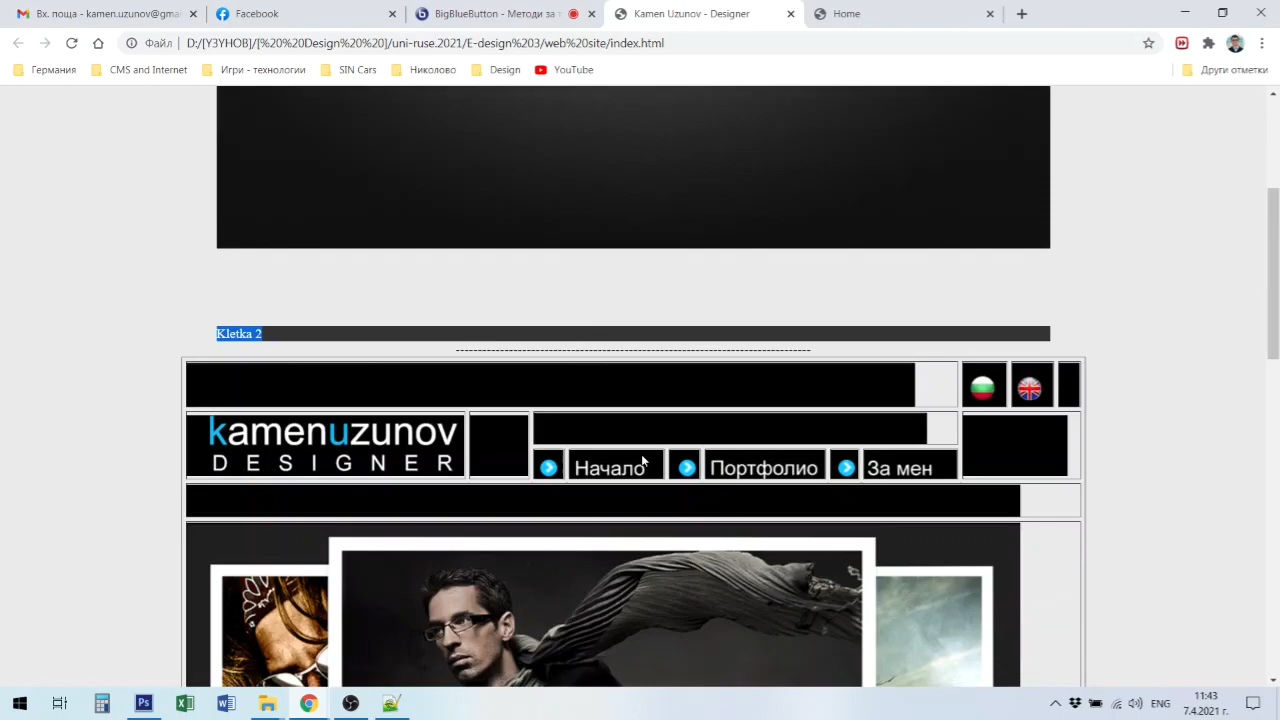 Вх. поща - kamen.uzunov@gma
Facebook
BigBlueButton - Методи за т
Kamen Uzunov - Designer
Home
Файл
D:/[Y3YHOB]/[%20%20Design%20%20]/uni-ruse.2021/E-design%203/web%20site/index.html
Германия
CMS and Internet
Игри - технологии
SIN Cars
Николово
Design
YouTube
Други отметки
Kletka 2
kamenuzunov
DESIGNER
Начало
Портфолио
За мен
ENG
11:43
7.4.2021 г.